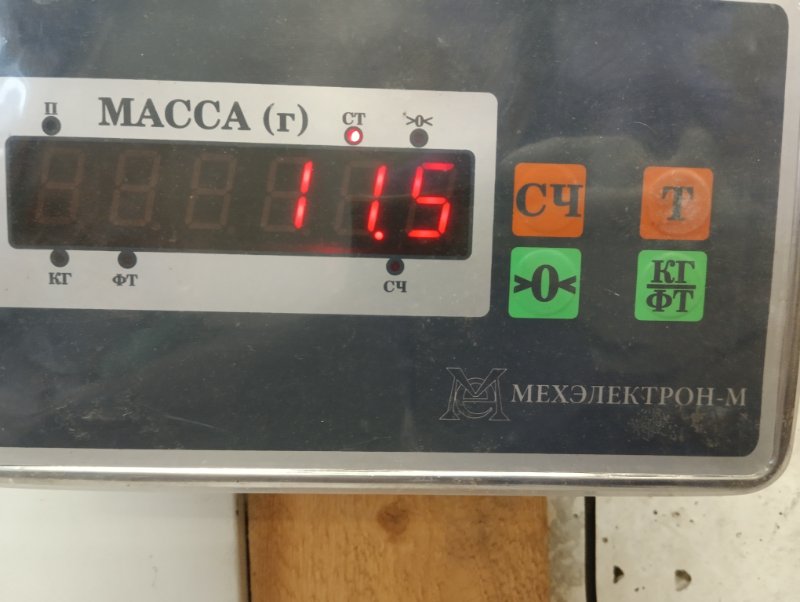 П МАССА (г) СТ >0<
11.5
КГ ФТ СЧ
СЧ Т
>0< КГ/ФТ
МЕХЭЛЕКТРОН-М